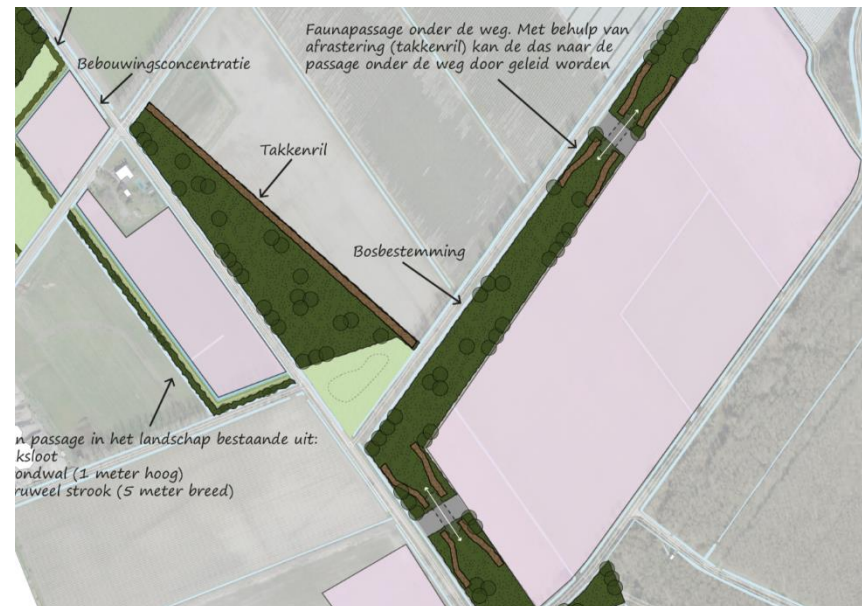 Faunapassage onder de weg. Met behulp van
afrastering (takkenril) kan de das naar de
passage onder de weg door geleid worden
Bebouwingsconcentratie
Takkenril
Bosbestemming
n passage in het landschap bestaande uit:
ksloot
ondwal (1 meter hoog)
ruweel strook (5 meter breed)